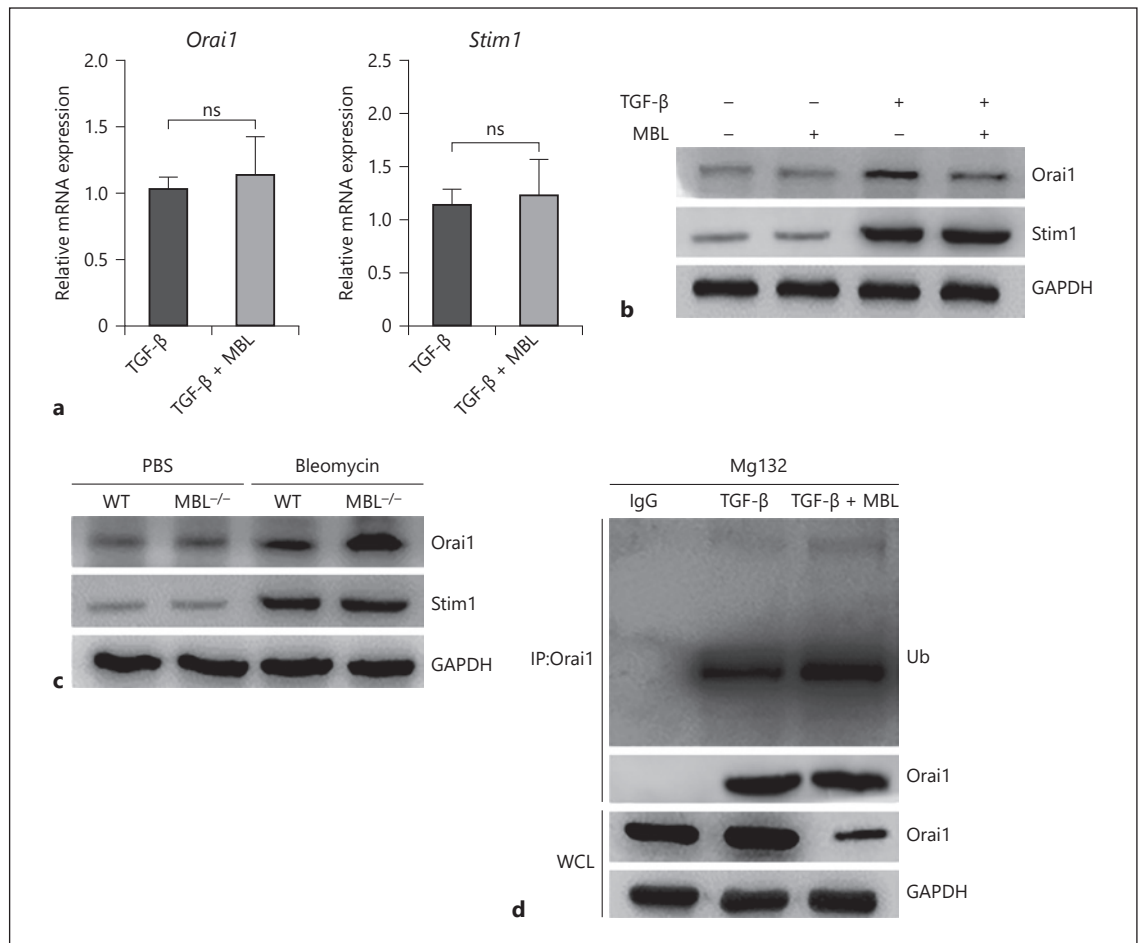 Orai1
2.0
1.5
1.0
0.5
0
Relative mRNA expression
ns
TGF-β
TGF-β + MBL
Stim1
2.5
2.0
1.5
1.0
0.5
0
Relative mRNA expression
ns
TGF-β
TGF-β + MBL
a
TGF-β – – + +
MBL – + – +
Orai1
Stim1
GAPDH
b
PBS Bleomycin
WT MBL–/– WT MBL–/–
Orai1
Stim1
GAPDH
c
Mg132
IgG TGF-β TGF-β + MBL
IP:Orai1
Ub
Orai1
WCL
Orai1
GAPDH
d